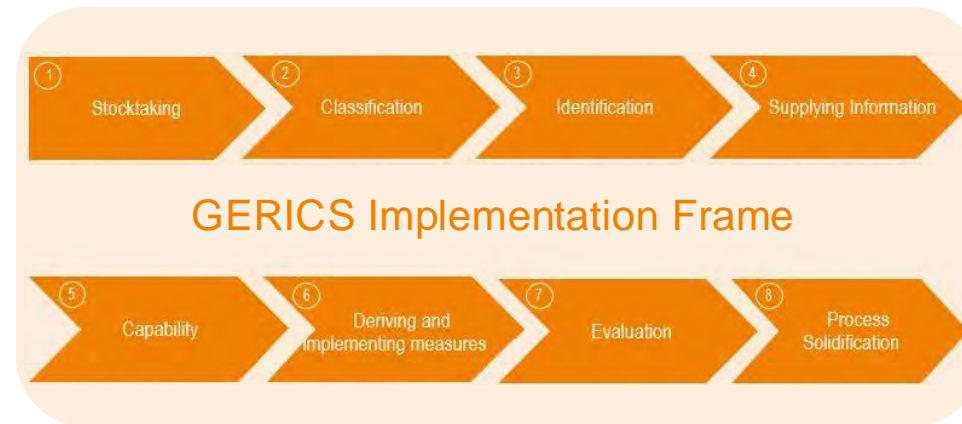 1
Stocktaking
2
Classification
3
Identification
4
Supplying Information
GERICS Implementation Frame
5
Capability
6
Deriving and
implementing measures
7
Evaluation
8
Process
Solidification